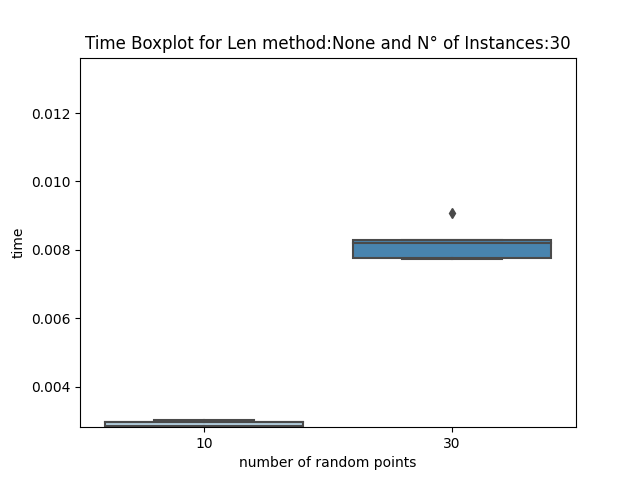 Time Boxplot for Len method:None and N° of Instances:30
0.012
0.010
0.008
0.006
0.004
time
10
30
number of random points